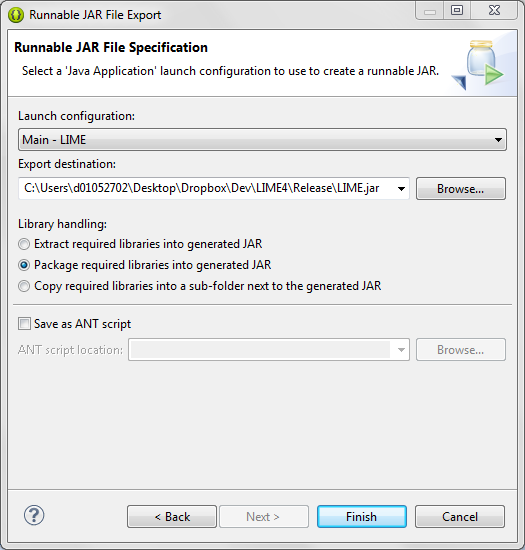 Runnable JAR File Export
Runnable JAR File Specification
Select a 'Java Application' launch configuration to use to create a runnable JAR.
Launch configuration:
Main - LIME
Export destination:
C:\Users\d01052702\Desktop\Dropbox\Dev\LIME4\Release\LIME.jar
Browse...
Library handling:
Extract required libraries into generated JAR
Package required libraries into generated JAR
Copy required libraries into a sub-folder next to the generated JAR
Save as ANT script
ANT script location:
Browse...
?
< Back
Next >
Finish
Cancel